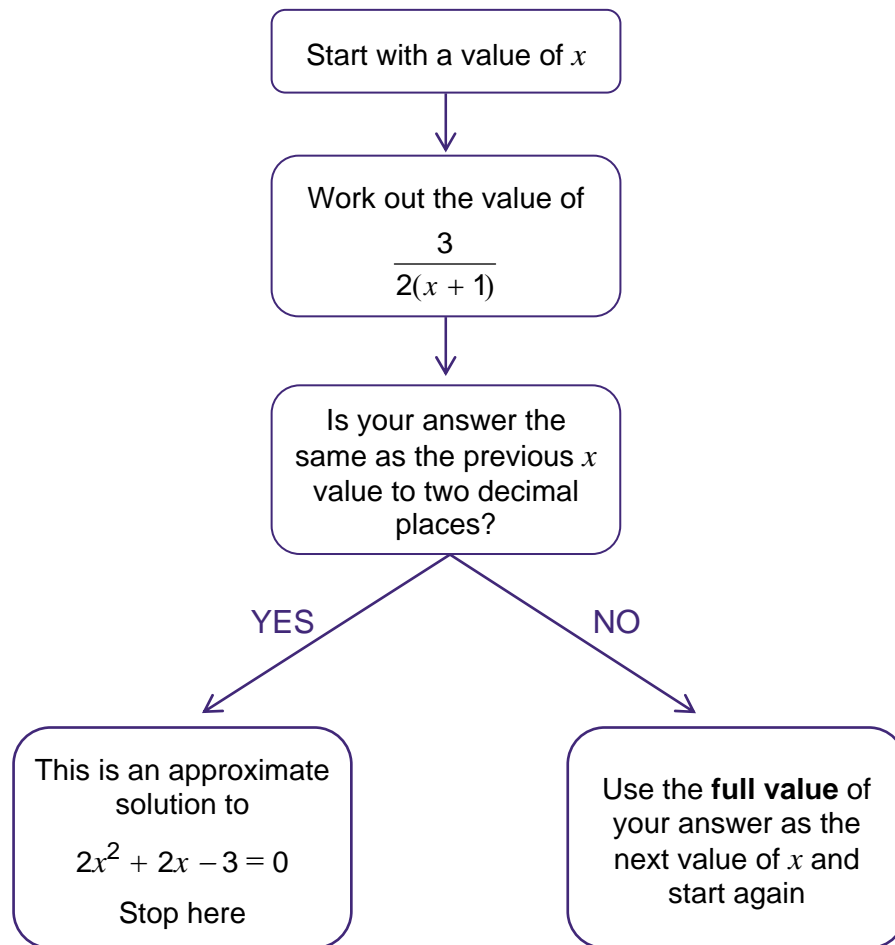 Start with a value of x
Work out the value of
3
2(x + 1)
Is your answer the
same as the previous x
value to two decimal
places?
YES
NO
This is an approximate
solution to
2x² + 2x − 3 = 0
Stop here
Use the full value of
your answer as the
next value of x and
start again